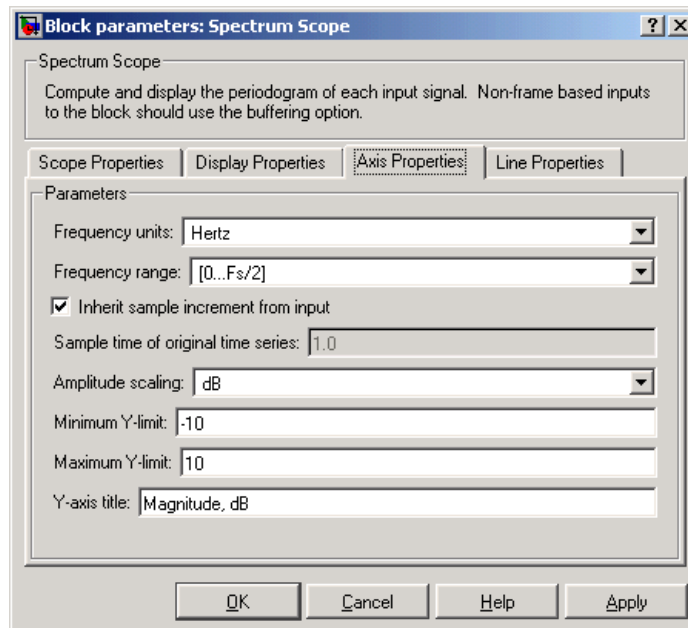 Block parameters: Spectrum Scope
Spectrum Scope
Compute and display the periodogram of each input signal. Non-frame based inputs
to the block should use the buffering option.
Scope Properties Display Properties Axis Properties Line Properties
Parameters
Frequency units: Hertz
Frequency range: [0...Fs/2]
Inherit sample increment from input
Sample time of original time series: 1.0
Amplitude scaling: dB
Minimum Y-limit: -10
Maximum Y-limit: 10
Y-axis title: Magnitude, dB
OK Cancel Help Apply